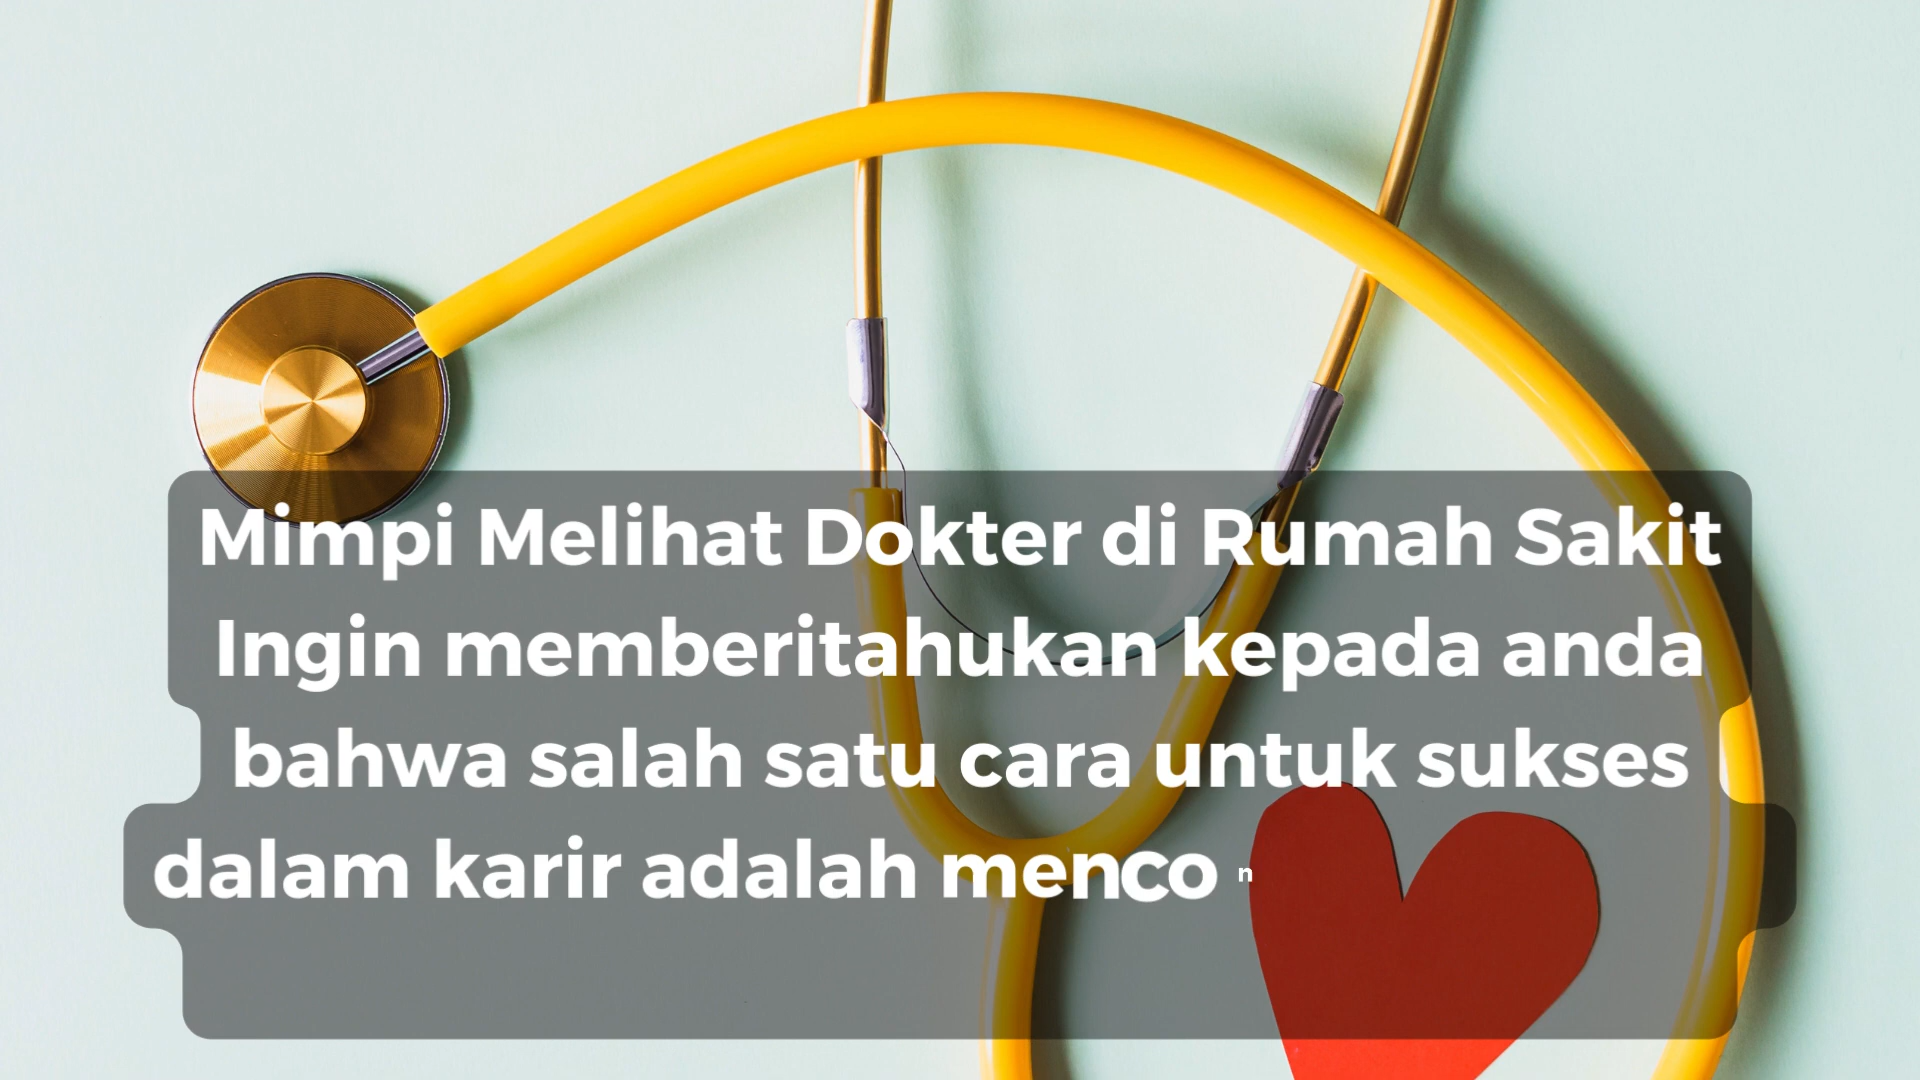 Mimpi Melihat Dokter di Rumah Sakit
Ingin memberitahukan kepada anda
bahwa salah satu cara untuk sukses
dalam karir adalah mencon